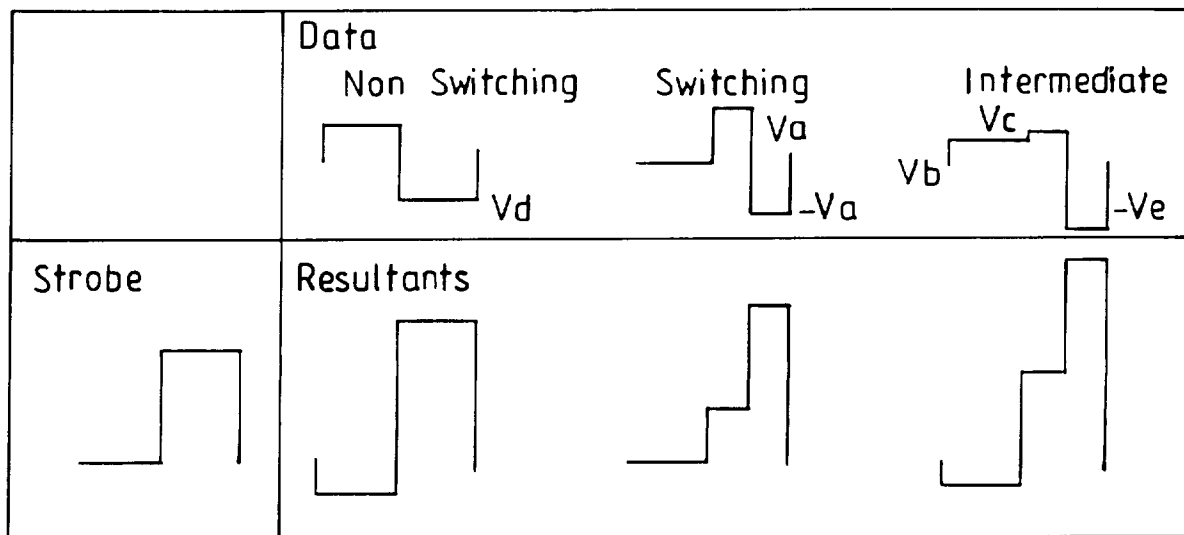 Data
Non Switching
Switching
Intermediate
Va
Vc
Vb
Vd
-Va
-Ve
Strobe
Resultants